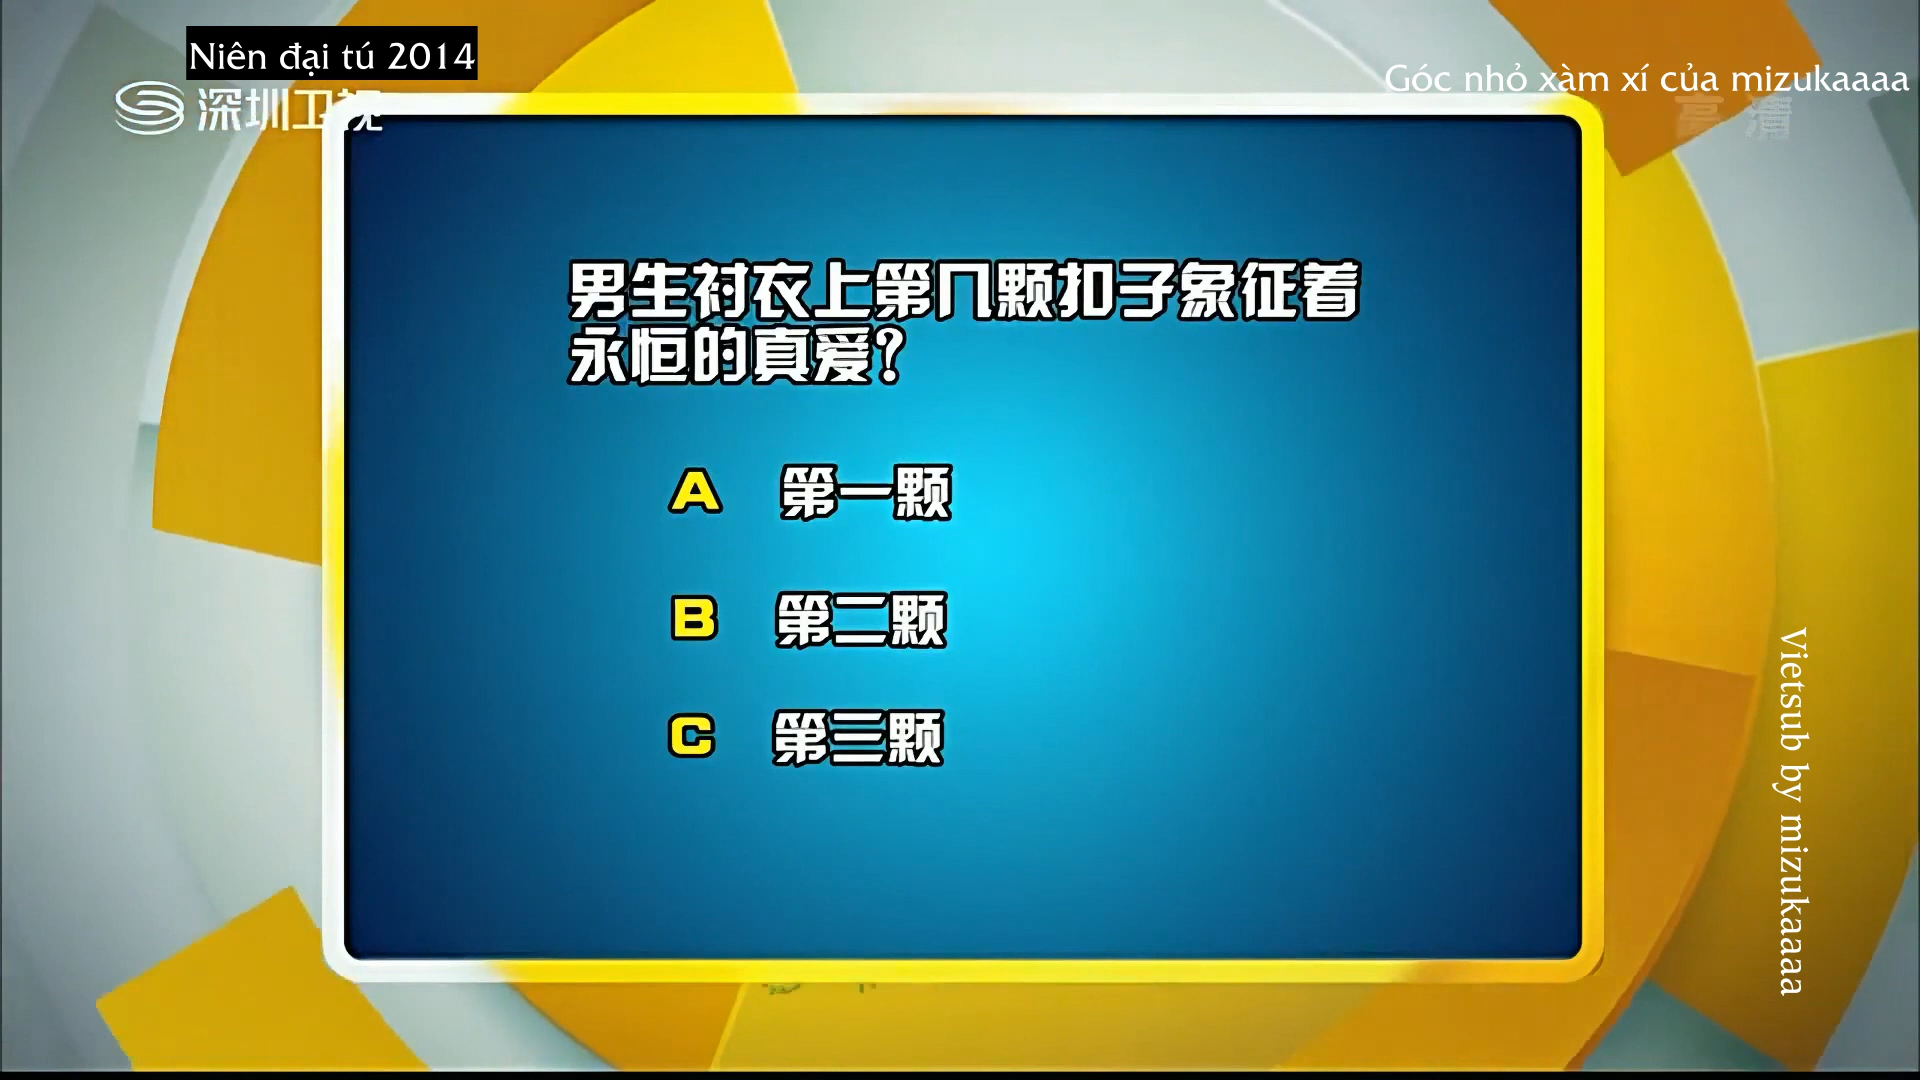 Niên đại tú 2014
Góc nhỏ xàm xí của mizukaaaa
深圳卫视
高清
男生衬衣上第几颗扣子象征着
永恒的真爱?
A 第一颗
B 第二颗
C 第三颗
Vietsub by mizukaaaa